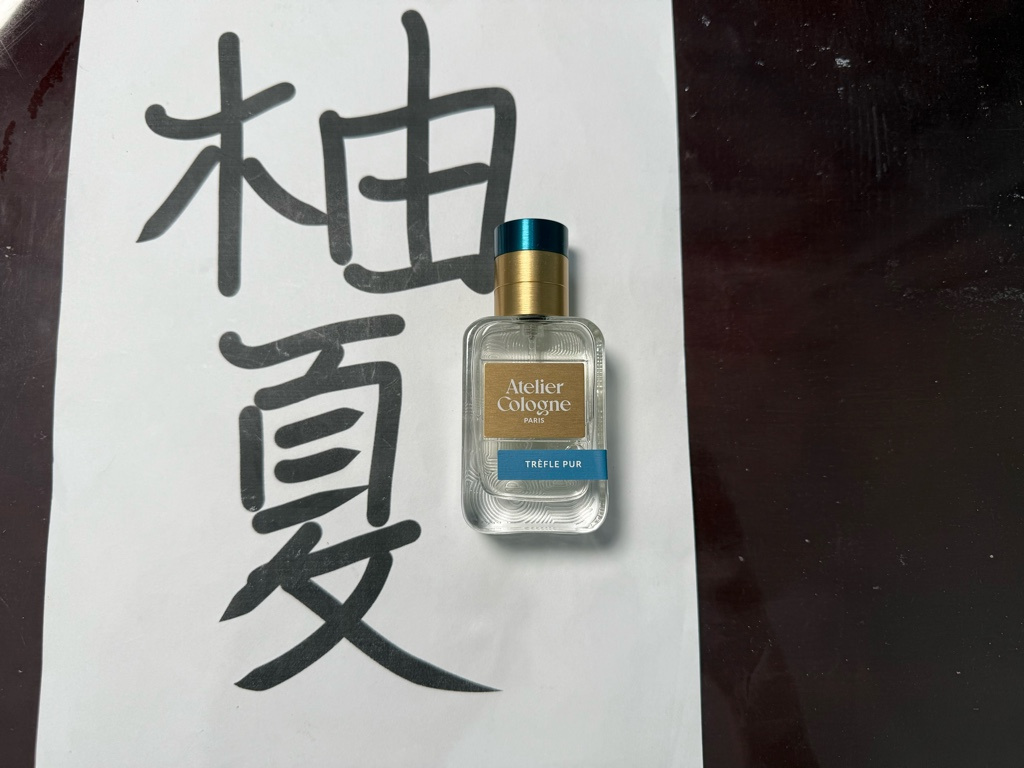 柚
夏
Atelier
Cologne
PARIS
TRÈFLE PUR